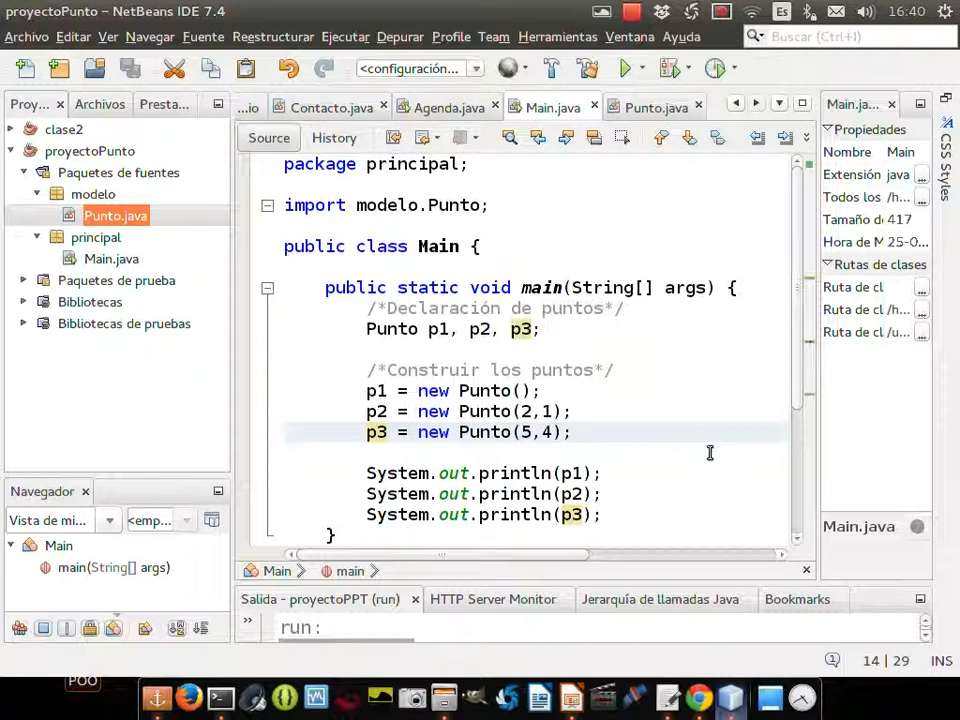 proyectoPunto – NetBeans IDE 7.4
Es
16:40
Archivo Editar Ver Navegar Fuente Reestructurar Ejecutar Depurar Profile Team Herramientas Ventana Ayuda
Buscar (Ctrl+I)
<configuración...
Proy... Archivos Presta...
...io Contacto.java Agenda.java Main.java Punto.java
Main.ja...
clase2
proyectoPunto
Paquetes de fuentes
modelo
Punto.java
principal
Main.java
Paquetes de prueba
Bibliotecas
Bibliotecas de pruebas
Source History
package principal;
import modelo.Punto;
public class Main {
public static void main(String[] args) {
/*Declaración de puntos*/
Punto p1, p2, p3;
/*Construir los puntos*/
p1 = new Punto();
p2 = new Punto(2,1);
p3 = new Punto(5,4);
System.out.println(p1);
System.out.println(p2);
System.out.println(p3);
}
Propiedades
Nombre Main
Extensión java ...
Todos los /h... ...
Tamaño de 417
Hora de M 25-0...
Rutas de clases
Ruta de cl /u... ...
Ruta de cl /h... ...
Ruta de cl /u... ...
Main.java
CSS Styles
Navegador
Vista de mi... <emp...
Main
main(String[] args)
Main main
Salida - proyectoPPT (run) HTTP Server Monitor Jerarquía de llamadas Java Bookmarks
run:
14 | 29 INS
POO